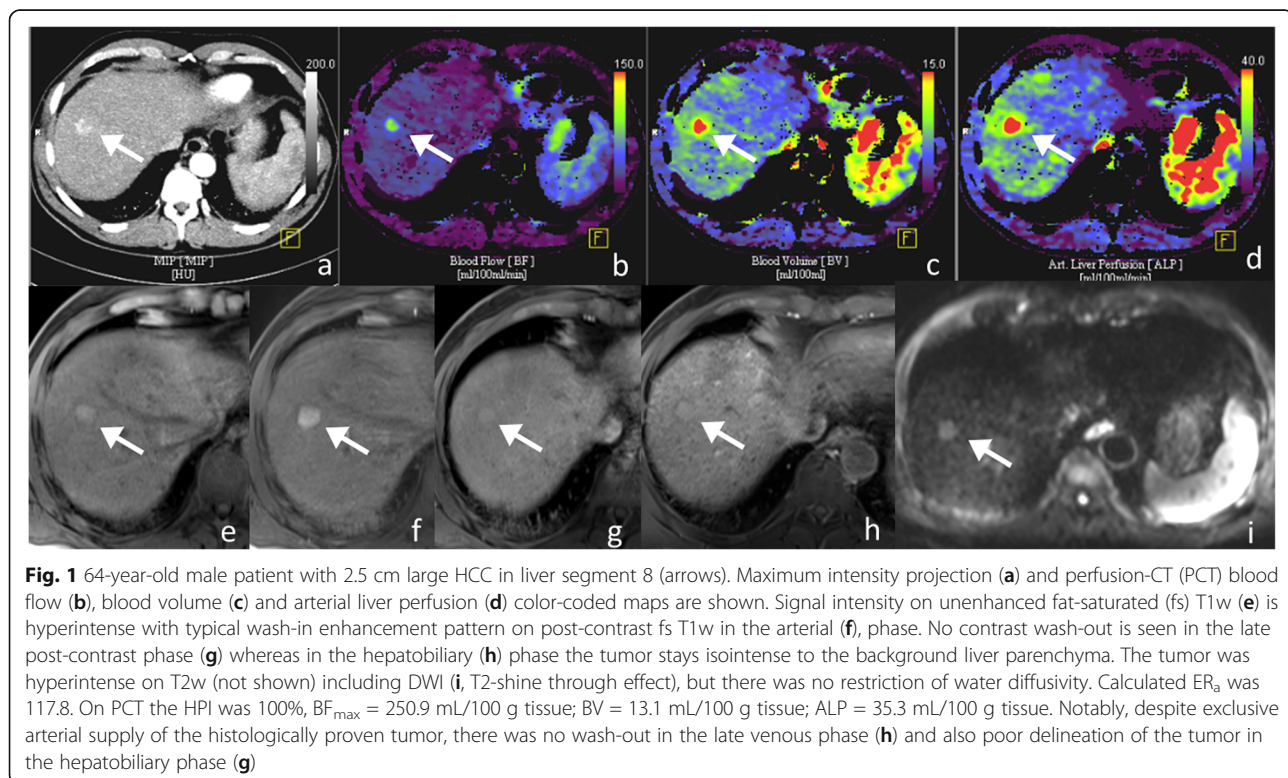 200.0
150.0
15.0
40.0
R
R
R
R
F
F
F
F
MIP [ MIP ]
[HU]
a
Blood Flow [ BF ]
[ml/100ml/min]
b
Blood Volume [ BV ]
[ml/100ml]
c
Art. Liver Perfusion [ ALP ]
[ml/100ml/min]
d
e
f
g
h
i
Fig. 1 64-year-old male patient with 2.5 cm large HCC in liver segment 8 (arrows). Maximum intensity projection (a) and perfusion-CT (PCT) blood
flow (b), blood volume (c) and arterial liver perfusion (d) color-coded maps are shown. Signal intensity on unenhanced fat-saturated (fs) T1w (e) is
hyperintense with typical wash-in enhancement pattern on post-contrast fs T1w in the arterial (f), phase. No contrast wash-out is seen in the late
post-contrast phase (g) whereas in the hepatobiliary (h) phase the tumor stays isointense to the background liver parenchyma. The tumor was
hyperintense on T2w (not shown) including DWI (i, T2-shine through effect), but there was no restriction of water diffusivity. Calculated ERa was
117.8. On PCT the HPI was 100%, BFmax = 250.9 mL/100 g tissue; BV = 13.1 mL/100 g tissue; ALP = 35.3 mL/100 g tissue. Notably, despite exclusive
arterial supply of the histologically proven tumor, there was no wash-out in the late venous phase (h) and also poor delineation of the tumor in
the hepatobiliary phase (g)